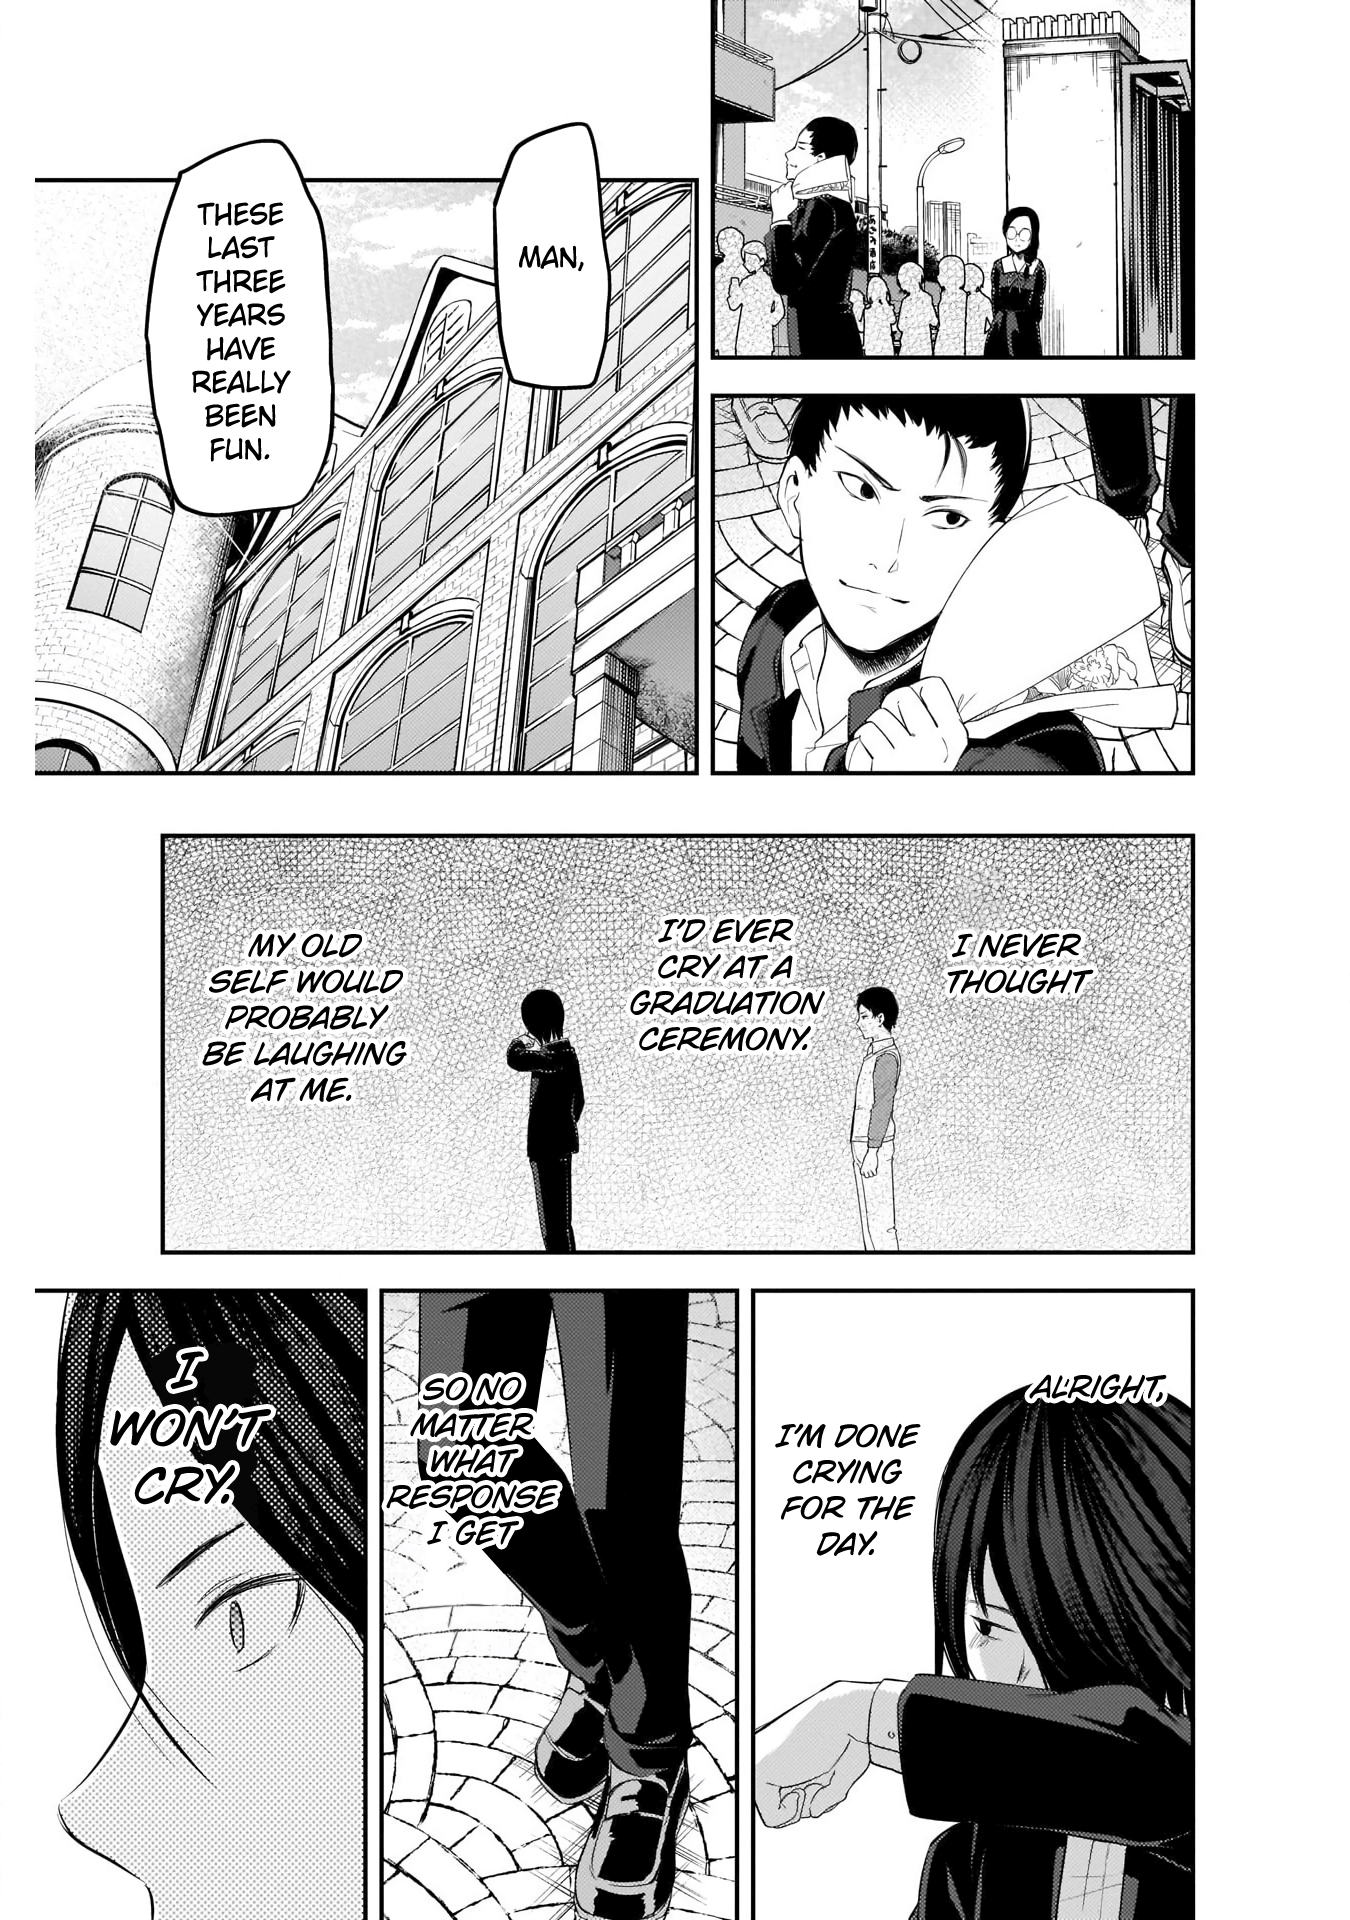 MAN,
THESE
LAST
THREE
YEARS
HAVE
REALLY
BEEN
FUN.
I NEVER
THOUGHT
I'D EVER
CRY AT A
GRADUATION
CEREMONY.
MY OLD
SELF WOULD
PROBABLY
BE LAUGHING
AT ME.
ALRIGHT,
I'M DONE
CRYING
FOR THE
DAY.
SO NO
MATTER
WHAT
RESPONSE
I GET
I
WON'T
CRY.